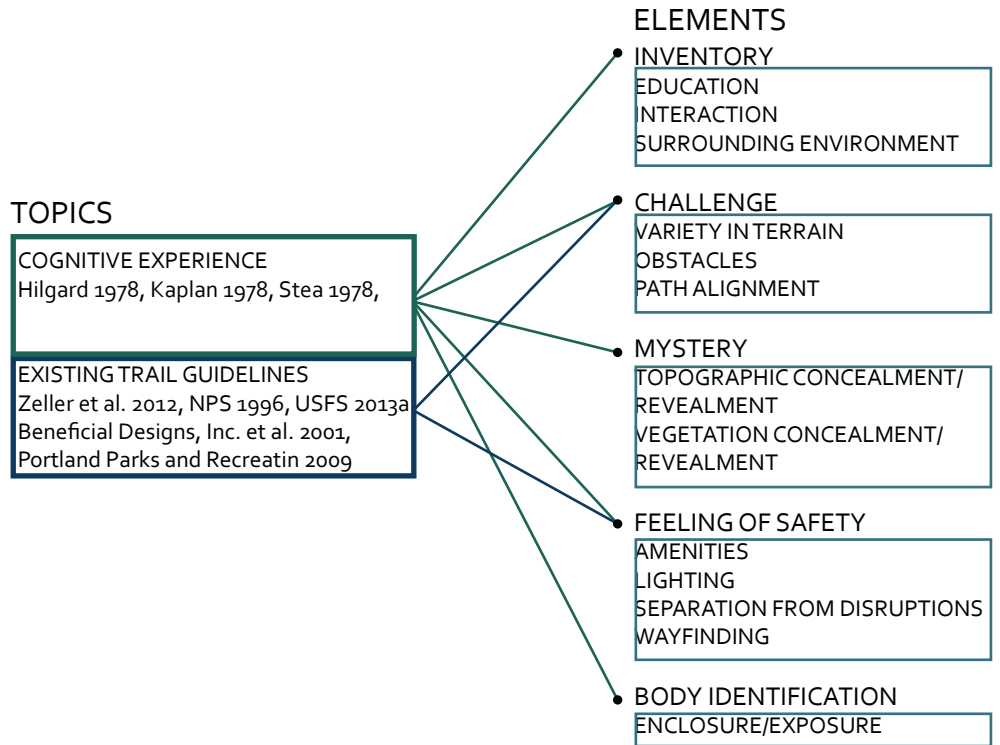 TOPICS
COGNITIVE EXPERIENCE
Hilgard 1978, Kaplan 1978, Stea 1978,
EXISTING TRAIL GUIDELINES
Zeller et al. 2012, NPS 1996, USFS 2013a
Beneficial Designs, Inc. et al. 2001,
Portland Parks and Recreatin 2009
ELEMENTS
INVENTORY
EDUCATION
INTERACTION
SURROUNDING ENVIRONMENT
CHALLENGE
VARIETY IN TERRAIN
OBSTACLES
PATH ALIGNMENT
MYSTERY
TOPOGRAPHIC CONCEALMENT/
REVEALMENT
VEGETATION CONCEALMENT/
REVEALMENT
FEELING OF SAFETY
AMENITIES
LIGHTING
SEPARATION FROM DISRUPTIONS
WAYFINDING
BODY IDENTIFICATION
ENCLOSURE/EXPOSURE